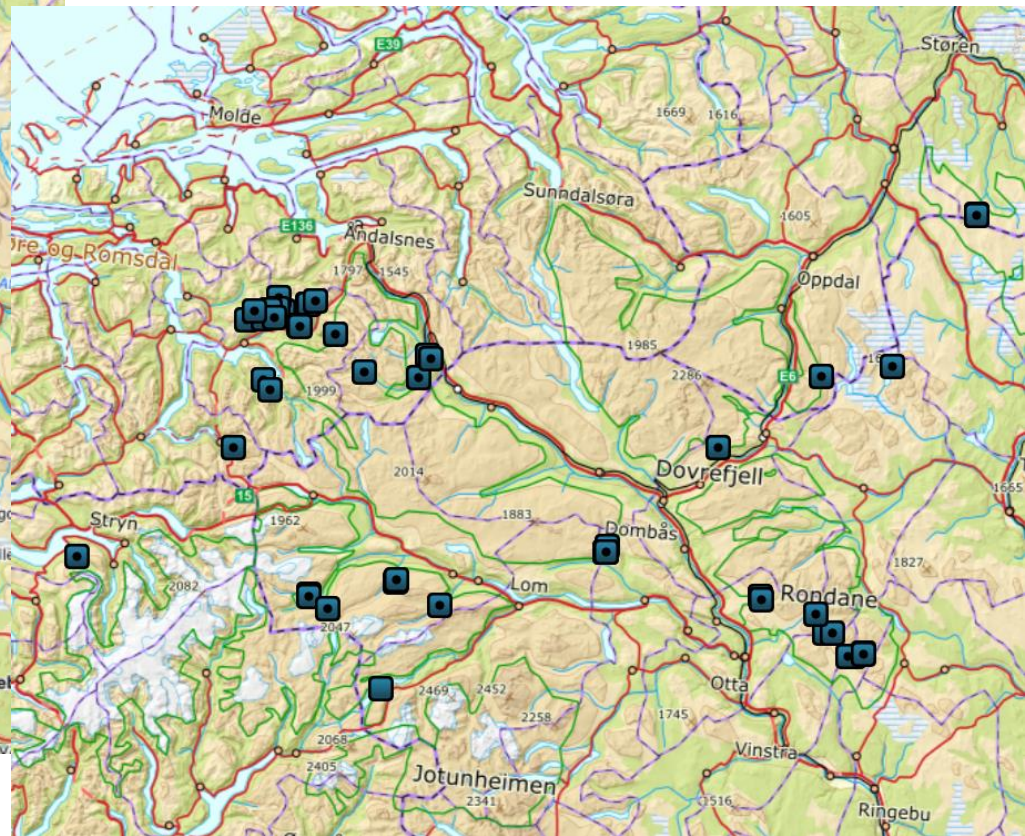 E39
Støren
Molde
1669
1616
Sunndalsøra
1605
E136
Åndalsnes
øre og Romsdal
1797
1545
Oppdal
1985
2286
E6
1999
2014
Dovrefjell
15
1665
Stryn
1962
1883
Dombås
1827
2082
Lom
Rondane
2047
Otta
2469
2452
2258
1745
2068
Vinstra
2405
Jotunheimen
2341
1516
Ringebu